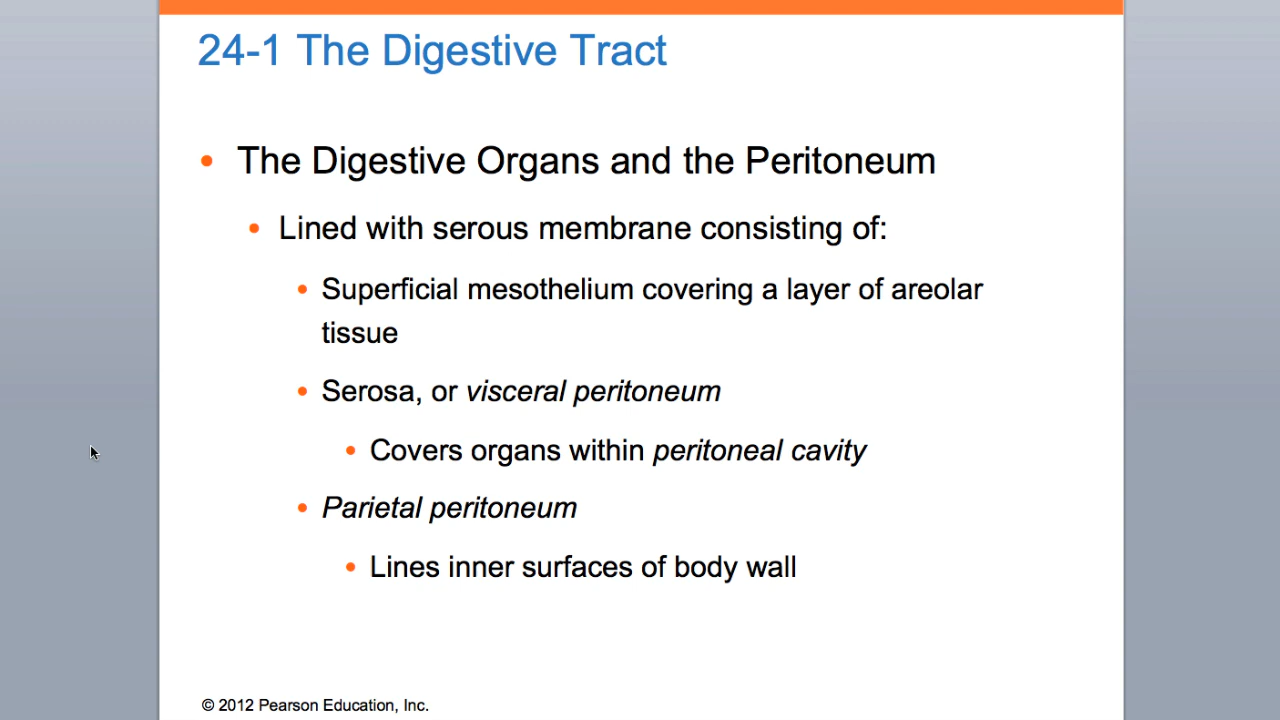 24-1 The Digestive Tract
• The Digestive Organs and the Peritoneum
• Lined with serous membrane consisting of:
• Superficial mesothelium covering a layer of areolar
tissue
• Serosa, or visceral peritoneum
• Covers organs within peritoneal cavity
• Parietal peritoneum
• Lines inner surfaces of body wall
© 2012 Pearson Education, Inc.